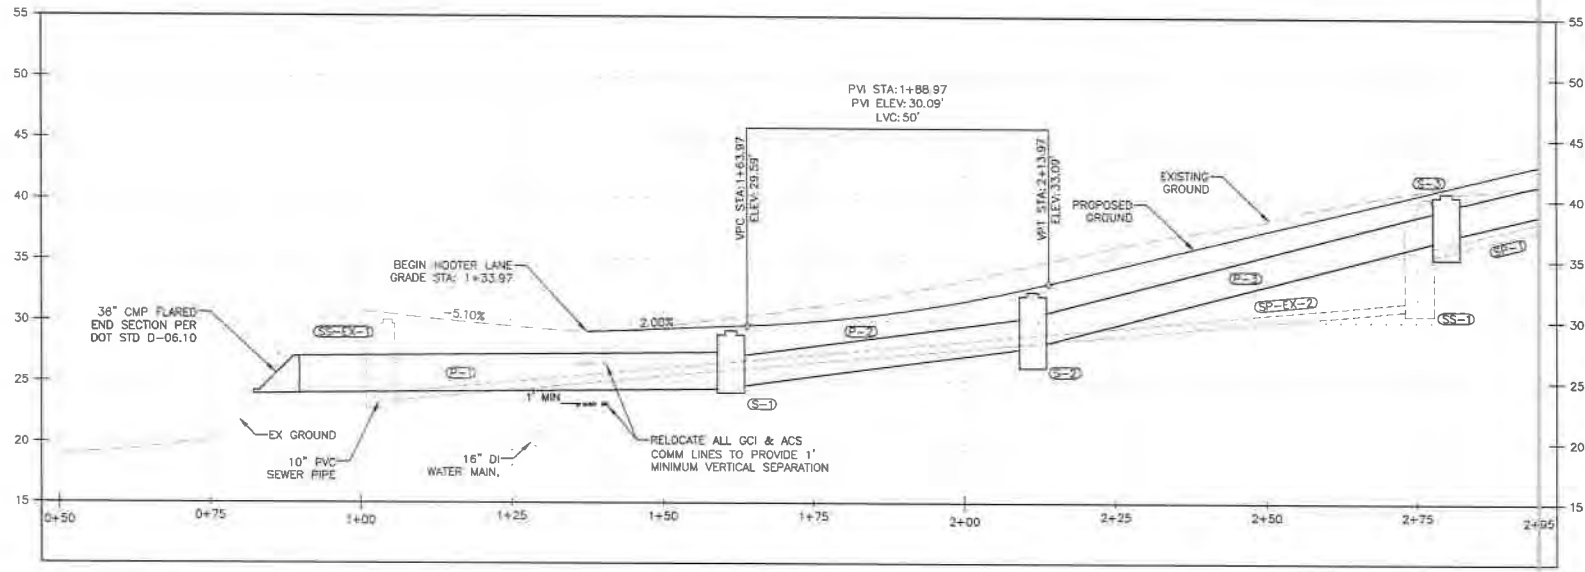 55
50
45
40
35
30
25
20
15
55
50
45
40
35
30
25
20
15
PVI STA: 1+88.97
PVI ELEV: 30.09'
LVC: 50'
VPC STA: 1+63.97
ELEV: 29.59'
VPT STA: 2+13.97
ELEV: 33.09'
EXISTING
GROUND
PROPOSED
GROUND
S-3
SP-1
P-3
SP-EX-2
SS-1
BEGIN HOOTER LANE
GRADE STA: 1+33.97
36" CMP FLARED
END SECTION PER
DOT STD D-06.10
SS-EX-1
-5.10%
2.00%
P-2
P-1
1' MIN
S-1
S-2
EX GROUND
10" PVC
SEWER PIPE
16" DI
WATER MAIN,
RELOCATE ALL GCI & ACS
COMM LINES TO PROVIDE 1'
MINIMUM VERTICAL SEPARATION
0+50
0+75
1+00
1+25
1+50
1+75
2+00
2+25
2+50
2+75
2+95